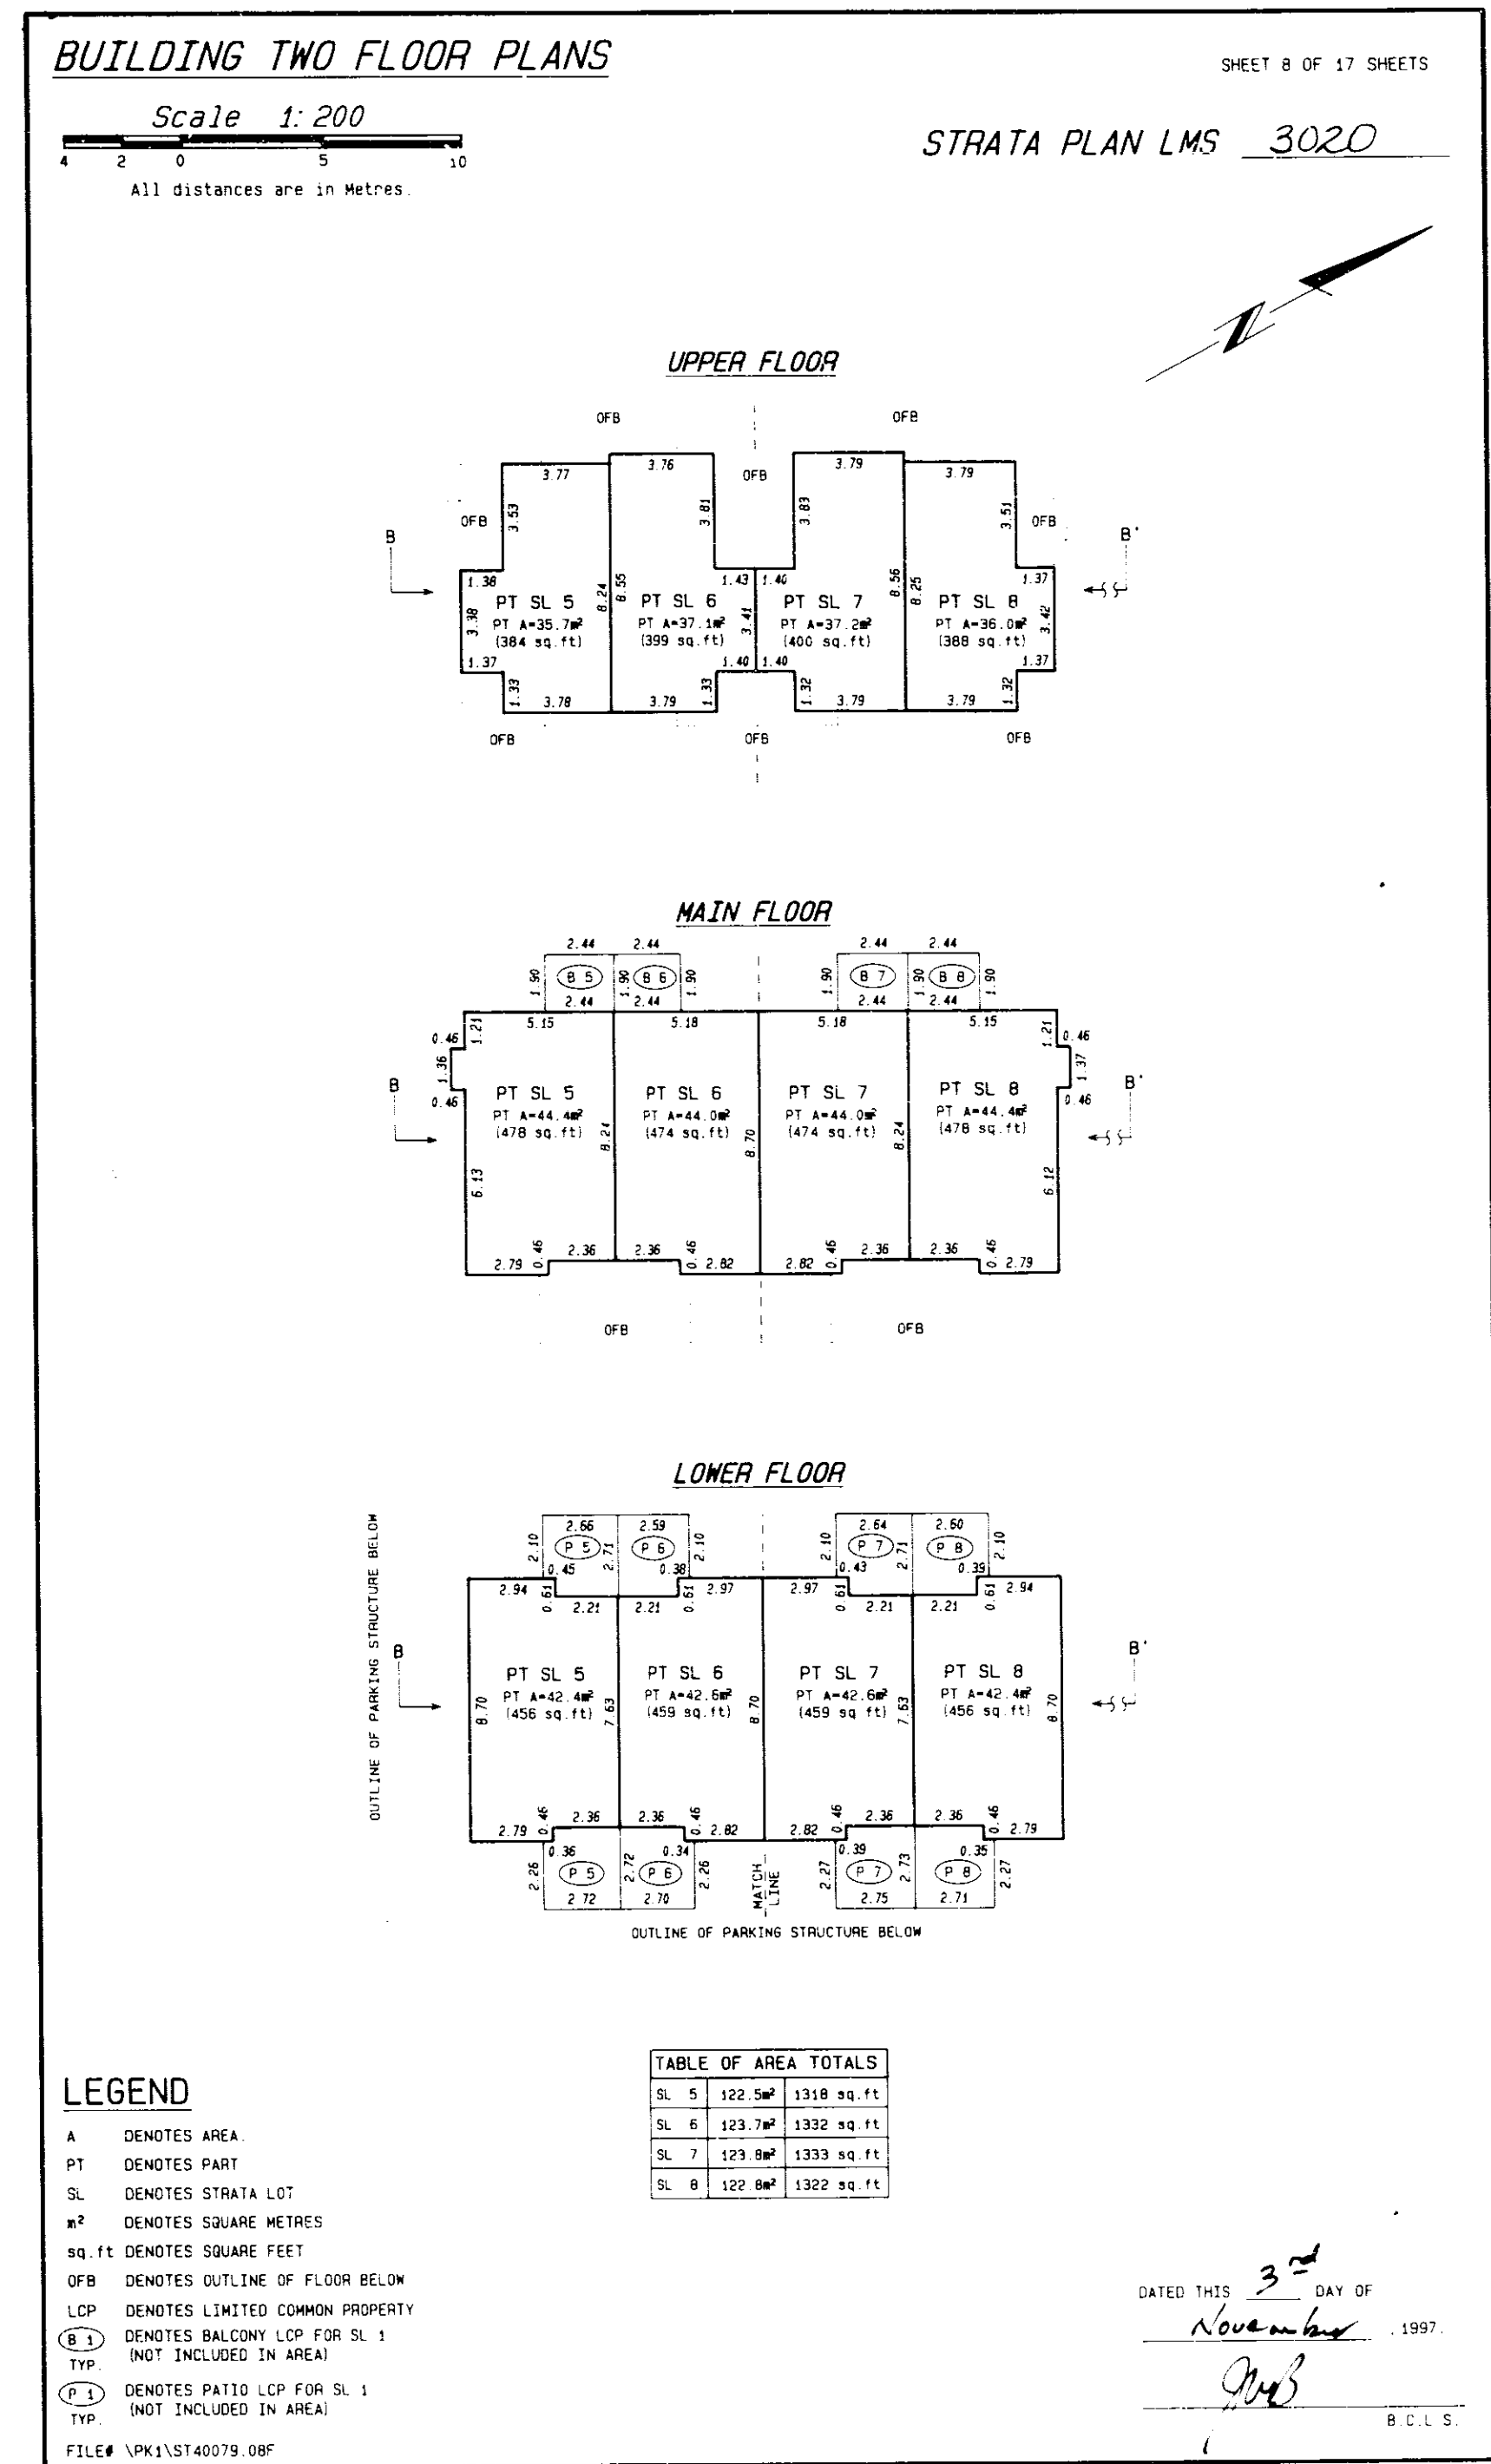 BUILDING TWO FLOOR PLANS
SHEET 8 OF 17 SHEETS
Scale 1:200
4 2 0 5 10
All distances are in Metres.
STRATA PLAN LMS 3020
UPPER FLOOR
OFB OFB
3.77 3.76 OFB 3.79 3.79
OFB 3.53 3.81 3.83 3.51 OFB
B B'
1.38 8.24 8.55 1.43 1.40 8.56 8.25 1.37
PT SL 5 PT SL 6 PT SL 7 PT SL 8
3.38 PT A=35.7m² PT A=37.1m² 3.41 PT A=37.2m² PT A=36.0m² 3.42
(384 sq.ft) (399 sq.ft) (400 sq.ft) (388 sq.ft)
1.37 1.40 1.40 1.37
1.33 3.78 3.79 1.33 1.32 3.79 3.79 1.32
OFB OFB OFB
MAIN FLOOR
2.44 2.44 2.44 2.44
1.90 B 5 1.90 B 6 1.90 1.90 B 7 1.90 B 8 1.90
2.44 2.44 2.44 2.44
1.21 5.15 5.18 5.18 5.15 1.21
0.46 0.46
1.36 1.37
B B'
0.46 0.46
PT SL 5 PT SL 6 PT SL 7 PT SL 8
PT A=44.4m² PT A=44.0m² PT A=44.0m² PT A=44.4m²
(478 sq.ft) (474 sq.ft) (474 sq.ft) (478 sq.ft)
8.24 8.70 8.24
6.13 6.12
2.79 0.46 2.36 2.36 0.46 2.82 2.82 0.46 2.36 2.36 0.46 2.79
OFB OFB
LOWER FLOOR
OUTLINE OF PARKING STRUCTURE BELOW
2.66 2.59 2.64 2.60
2.10 P 5 2.71 P 6 2.10 2.10 P 7 2.71 P 8 2.10
0.45 0.38 0.43 0.39
2.94 0.61 2.21 2.21 0.61 2.97 2.97 0.61 2.21 2.21 0.61 2.94
B B'
PT SL 5 PT SL 6 PT SL 7 PT SL 8
PT A=42.4m² PT A=42.6m² PT A=42.6m² PT A=42.4m²
(456 sq.ft) (459 sq.ft) (459 sq ft) (456 sq.ft)
8.70 7.63 8.70 7.63 8.70
2.79 0.46 2.36 2.36 0.46 2.82 2.82 0.46 2.36 2.36 0.46 2.79
0.36 0.34 0.39 0.35
2.26 P 5 2.72 P 6 2.26 MATCH LINE 2.27 P 7 2.73 P 8 2.27
2.72 2.70 2.75 2.71
OUTLINE OF PARKING STRUCTURE BELOW
TABLE OF AREA TOTALS
SL 5 122.5m² 1318 sq.ft
SL 6 123.7m² 1332 sq.ft
SL 7 123.8m² 1333 sq.ft
SL 8 122.8m² 1322 sq.ft
LEGEND
A DENOTES AREA.
PT DENOTES PART
SL DENOTES STRATA LOT
m² DENOTES SQUARE METRES
sq.ft DENOTES SQUARE FEET
OFB DENOTES OUTLINE OF FLOOR BELOW
LCP DENOTES LIMITED COMMON PROPERTY
B 1 DENOTES BALCONY LCP FOR SL 1
TYP. (NOT INCLUDED IN AREA)
P 1 DENOTES PATIO LCP FOR SL 1
TYP. (NOT INCLUDED IN AREA)
FILE# \PK1\ST40079.08F
DATED THIS 3rd DAY OF
November . 1997.
B.C.L S.